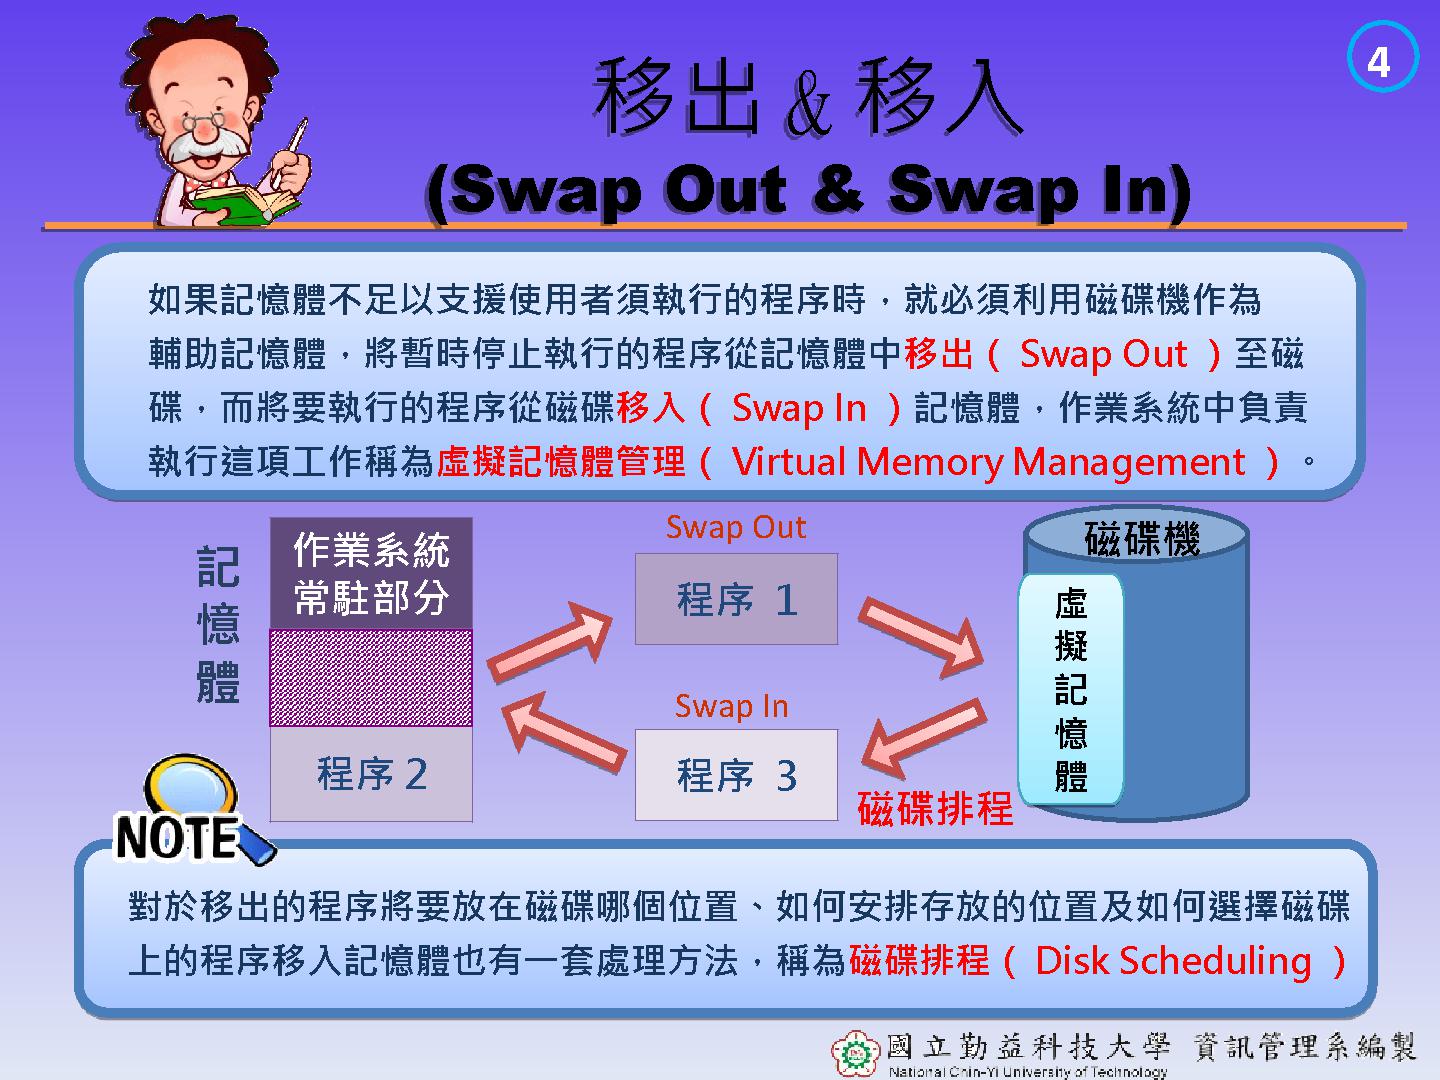 4
移出&移入
(Swap Out & Swap In)
如果記憶體不足以支援使用者須執行的程序時，就必須利用磁碟機作為
輔助記憶體，將暫時停止執行的程序從記憶體中移出（ Swap Out ）至磁
碟，而將要執行的程序從磁碟移入（ Swap In ）記憶體，作業系統中負責
執行這項工作稱為虛擬記憶體管理（ Virtual Memory Management ）。
記憶體
作業系統
常駐部分
程序 2
Swap Out
程序 1
Swap In
程序 3
磁碟機
虛擬記憶體
磁碟排程
NOTE
對於移出的程序將要放在磁碟哪個位置、如何安排存放的位置及如何選擇磁碟
上的程序移入記憶體也有一套處理方法，稱為磁碟排程（ Disk Scheduling ）
國立勤益科技大學 資訊管理系編製
National Chin-Yi University of Technology